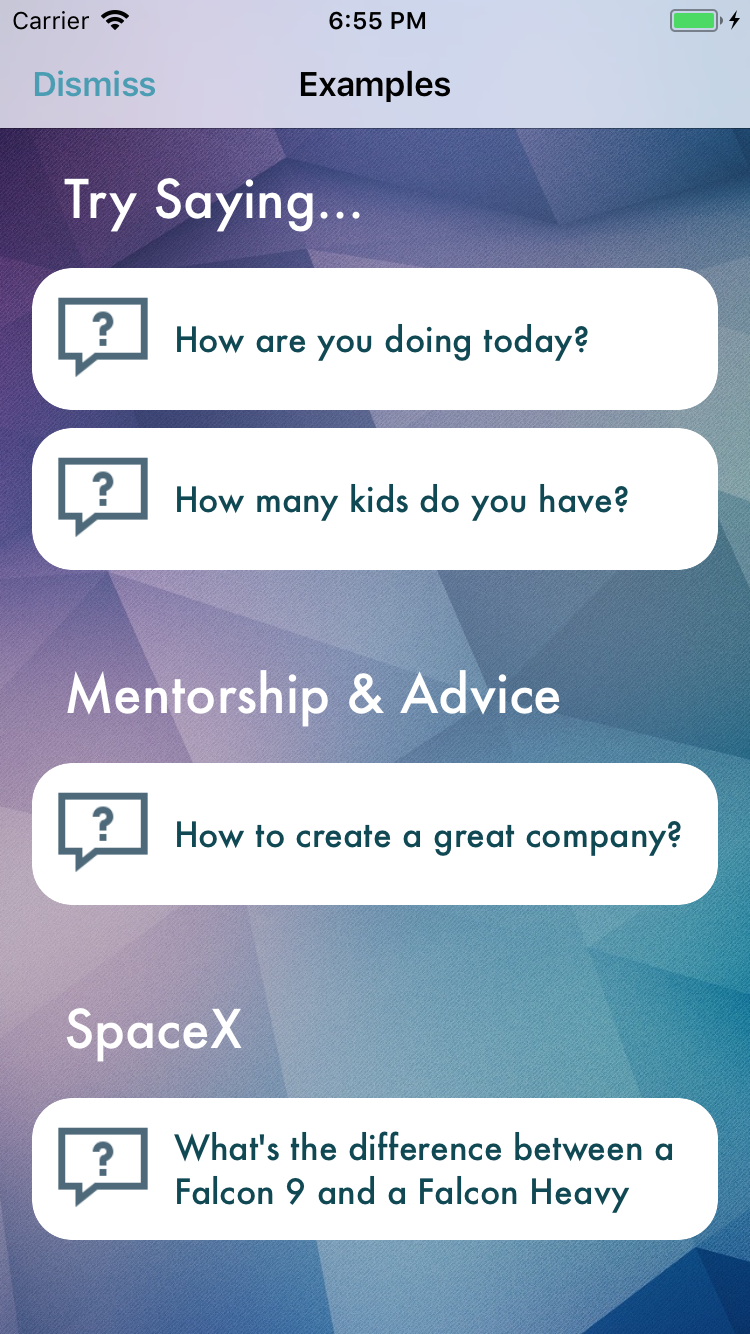 Carrier 6:55 PM
Dismiss Examples
Try Saying...
? How are you doing today?
? How many kids do you have?
Mentorship & Advice
? How to create a great company?
SpaceX
? What's the difference between a
Falcon 9 and a Falcon Heavy